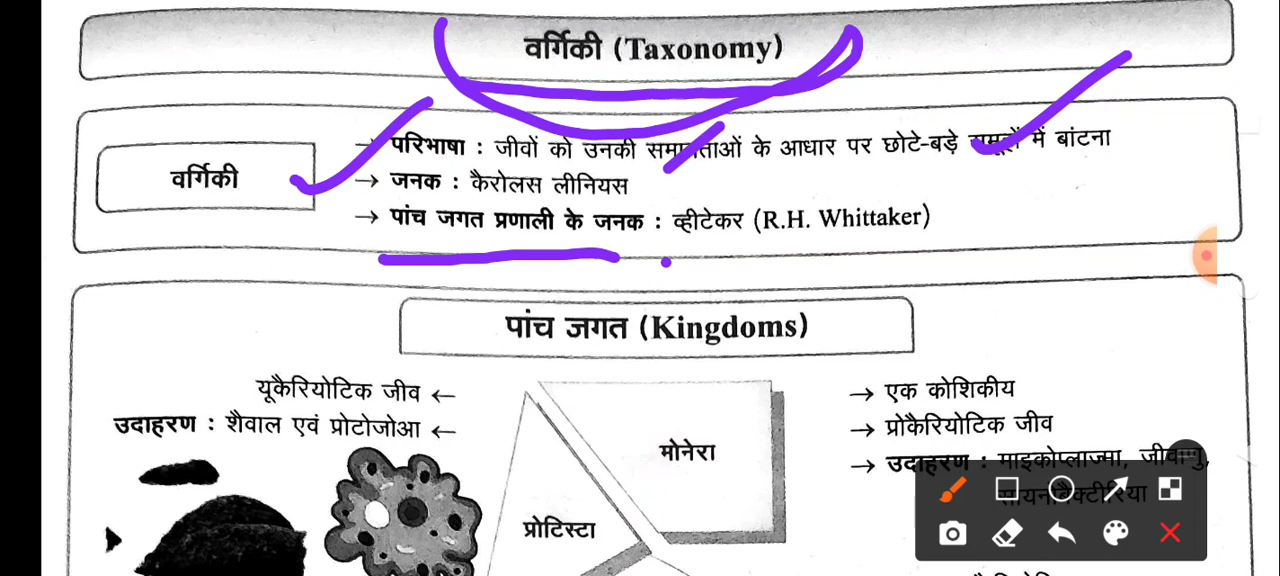 वर्गिकी (Taxonomy)
वर्गिकी
→ परिभाषा : जीवों को उनकी समानताओं के आधार पर छोटे-बड़े समूहों में बांटना
→ जनक : कैरोलस लीनियस
→ पांच जगत प्रणाली के जनक : व्हीटेकर (R.H. Whittaker)
पांच जगत (Kingdoms)
यूकैरियोटिक जीव ←
उदाहरण : शैवाल एवं प्रोटोजोआ ←
प्रोटिस्टा
मोनेरा
→ एक कोशिकीय
→ प्रोकैरियोटिक जीव
→ उदाहरण : माइकोप्लाज्मा, जीवाणु,
सायनोबैक्टीरिया